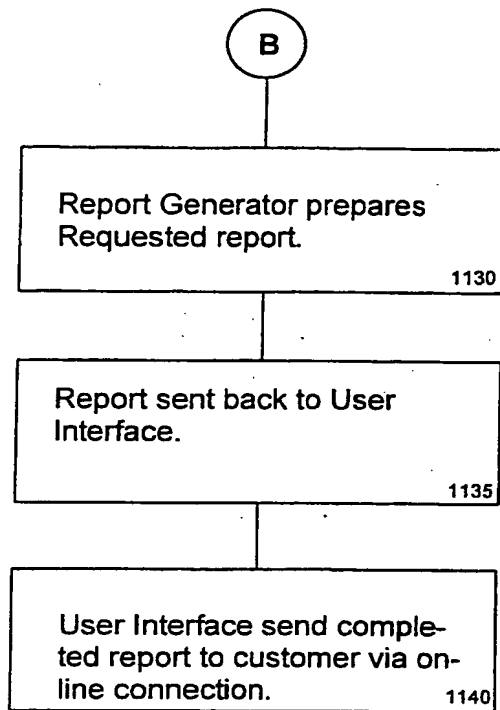 B
Report Generator prepares
Requested report.
1130
Report sent back to User
Interface.
1135
User Interface send comple-
ted report to customer via on-
line connection.
1140